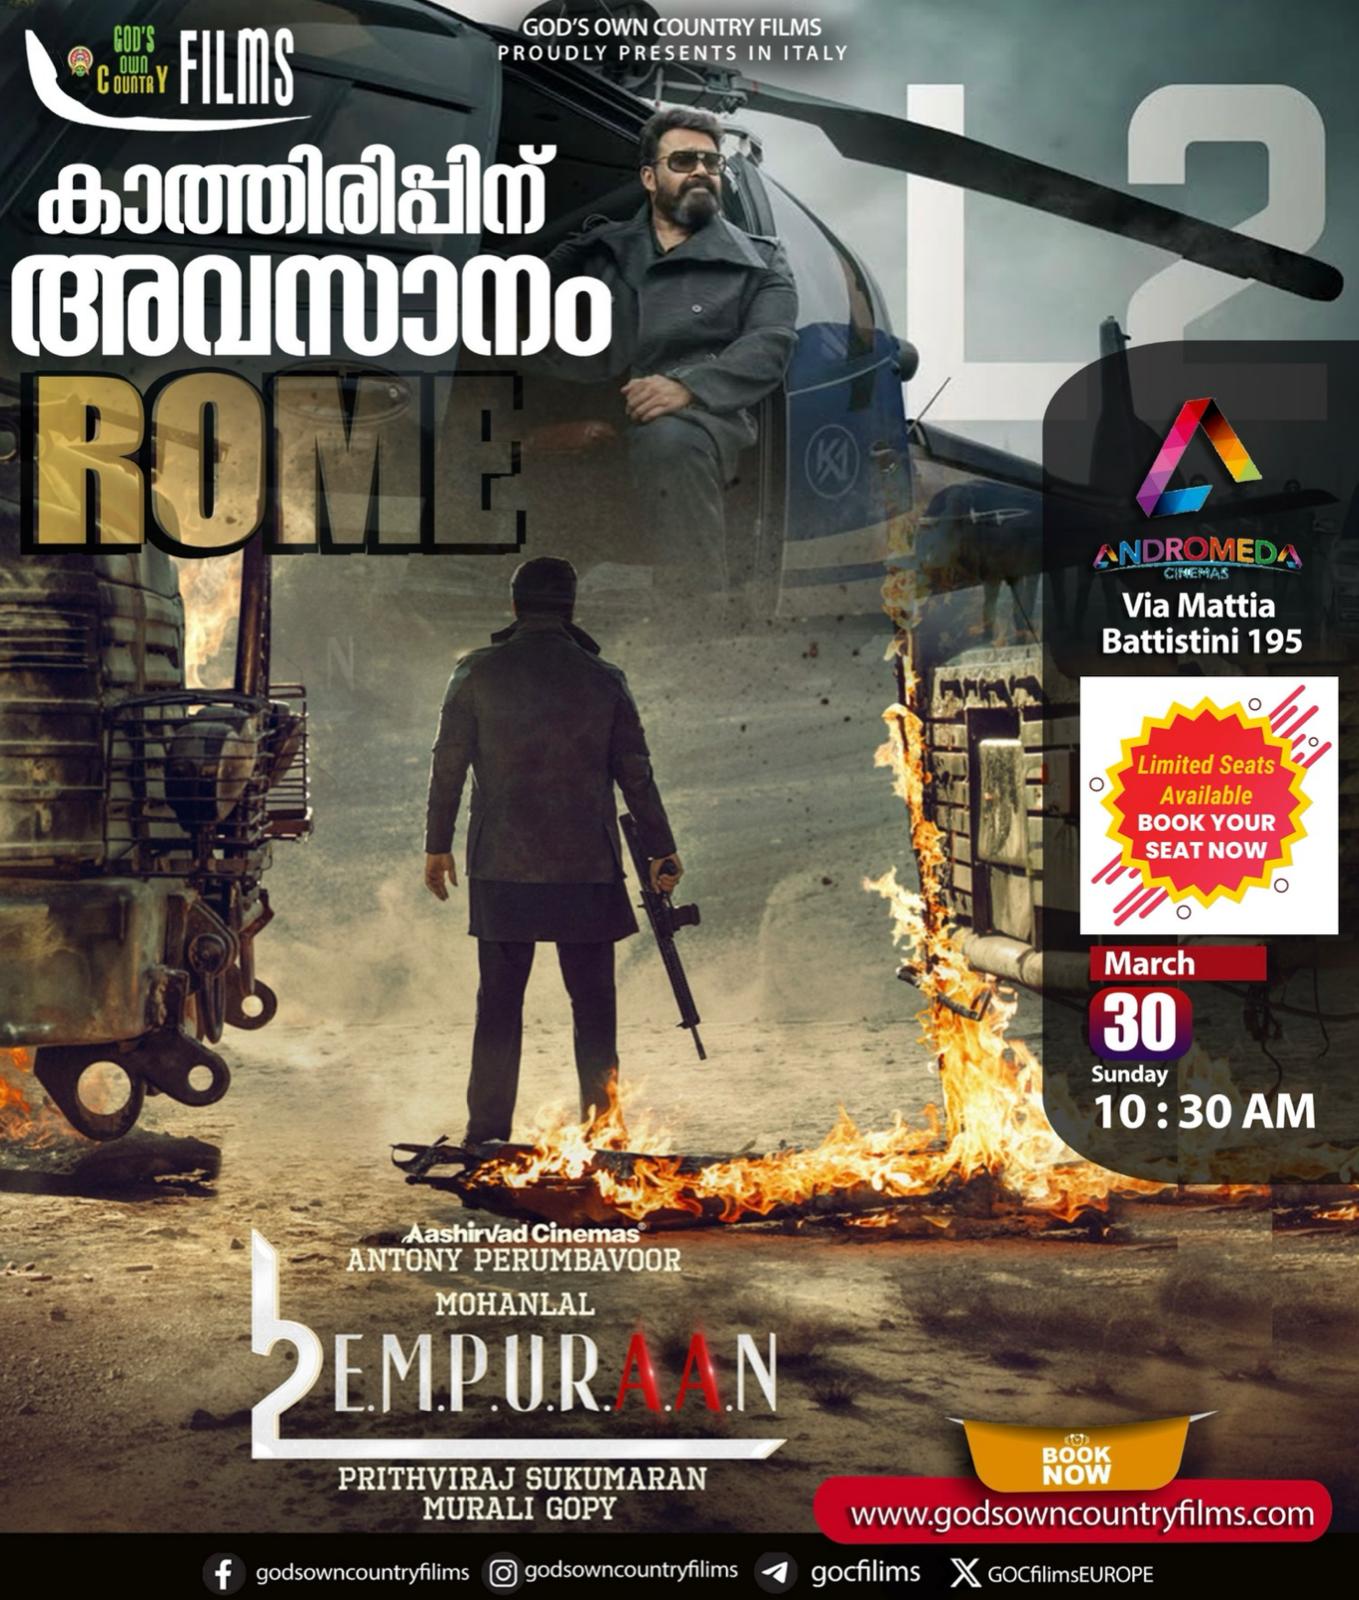 GOD'S OWN COUNTRY FILMS
PROUDLY PRESENTS IN ITALY
GOD'S
OWN
COUNTRY FILMS
L2
കാത്തിരിപ്പിന്
അവസാനം
ROME
ANDROMEDA
CINEMAS
Via Mattia
Battistini 195
Limited Seats
Available
BOOK YOUR
SEAT NOW
March
30
Sunday
10 : 30 AM
AashirVad Cinemas
ANTONY PERUMBAVOOR
MOHANLAL
L2 E.M.P.U.R.A.A.N
PRITHVIRAJ SUKUMARAN
MURALI GOPY
BOOK
NOW
www.godsowncountryfilms.com
godsowncountryfilims godsowncountryfilims gocfilims GOCfilimsEUROPE